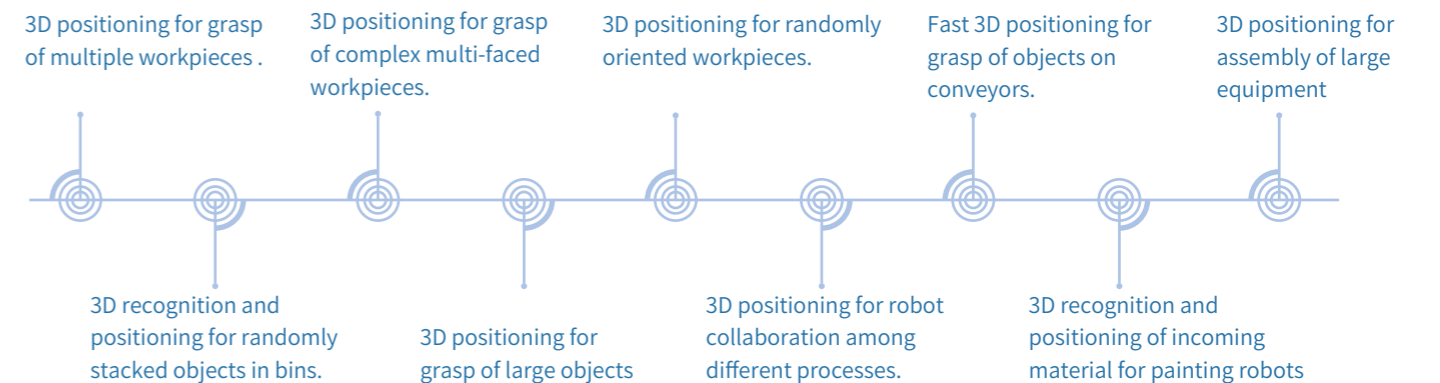 3D positioning for grasp
of multiple workpieces .
3D positioning for grasp
of complex multi-faced
workpieces.
3D positioning for randomly
oriented workpieces.
Fast 3D positioning for
grasp of objects on
conveyors.
3D positioning for
assembly of large
equipment
3D recognition and
positioning for randomly
stacked objects in bins.
3D positioning for
grasp of large objects
3D positioning for robot
collaboration among
different processes.
3D recognition and
positioning of incoming
material for painting robots